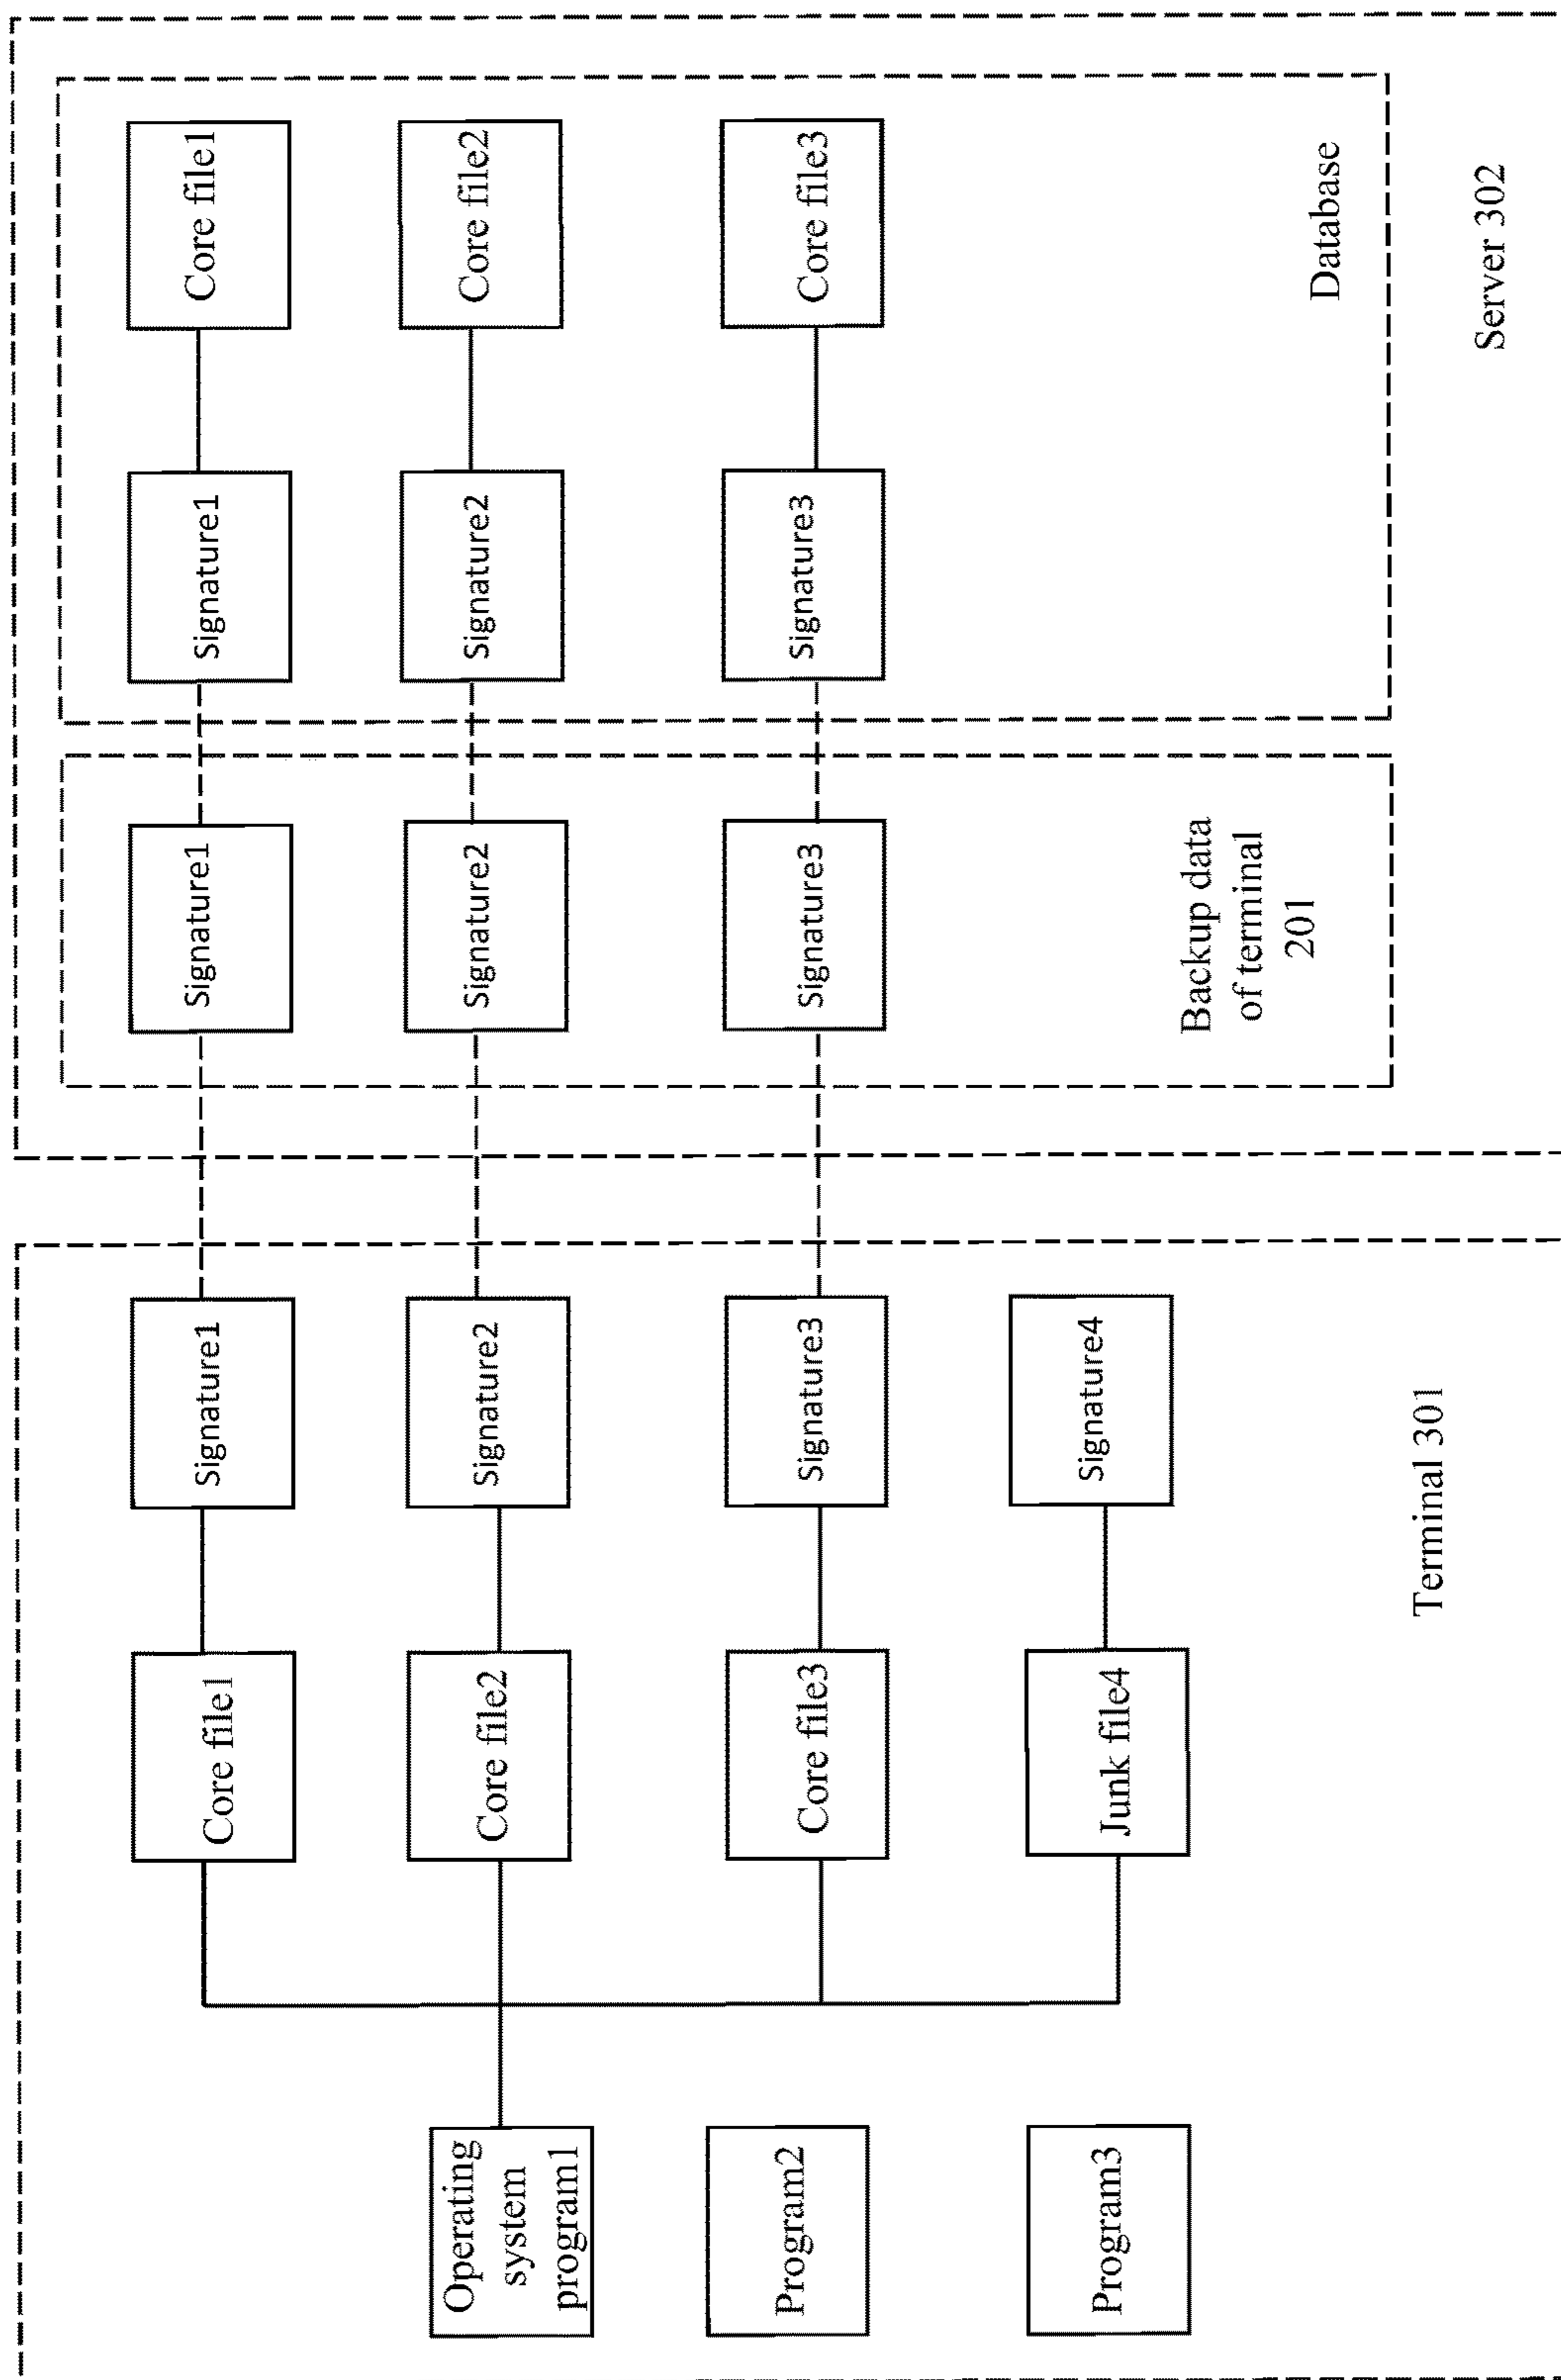 Core file1
Signature1
Signature1
Signature1
Core file1
Operating
system
program1
Core file2
Signature2
Signature2
Signature2
Core file2
Program2
Core file3
Signature3
Signature3
Signature3
Core file3
Program3
Junk file4
Signature4
Backup data
of terminal
201
Database
Terminal 301
Server 302